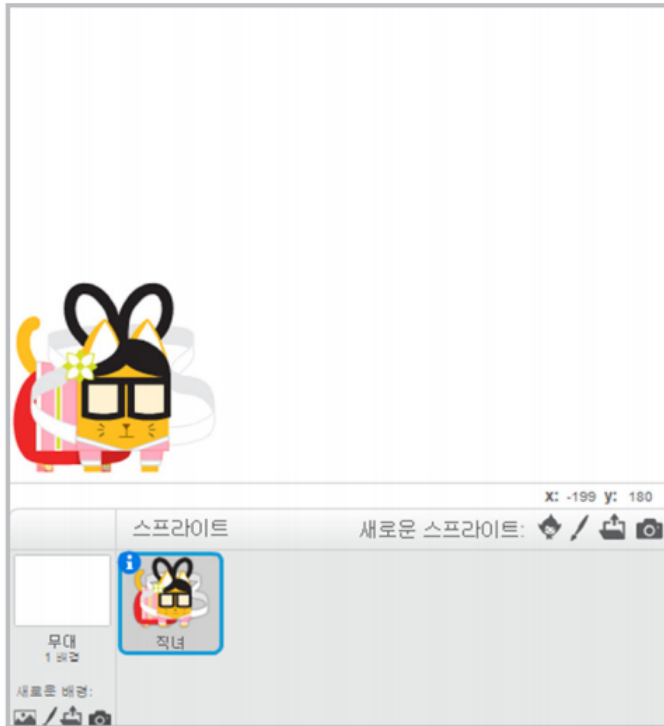 x: -199 y: 180
스프라이트 새로운 스프라이트:
i
직녀
무대
1 배경
새로운 배경: